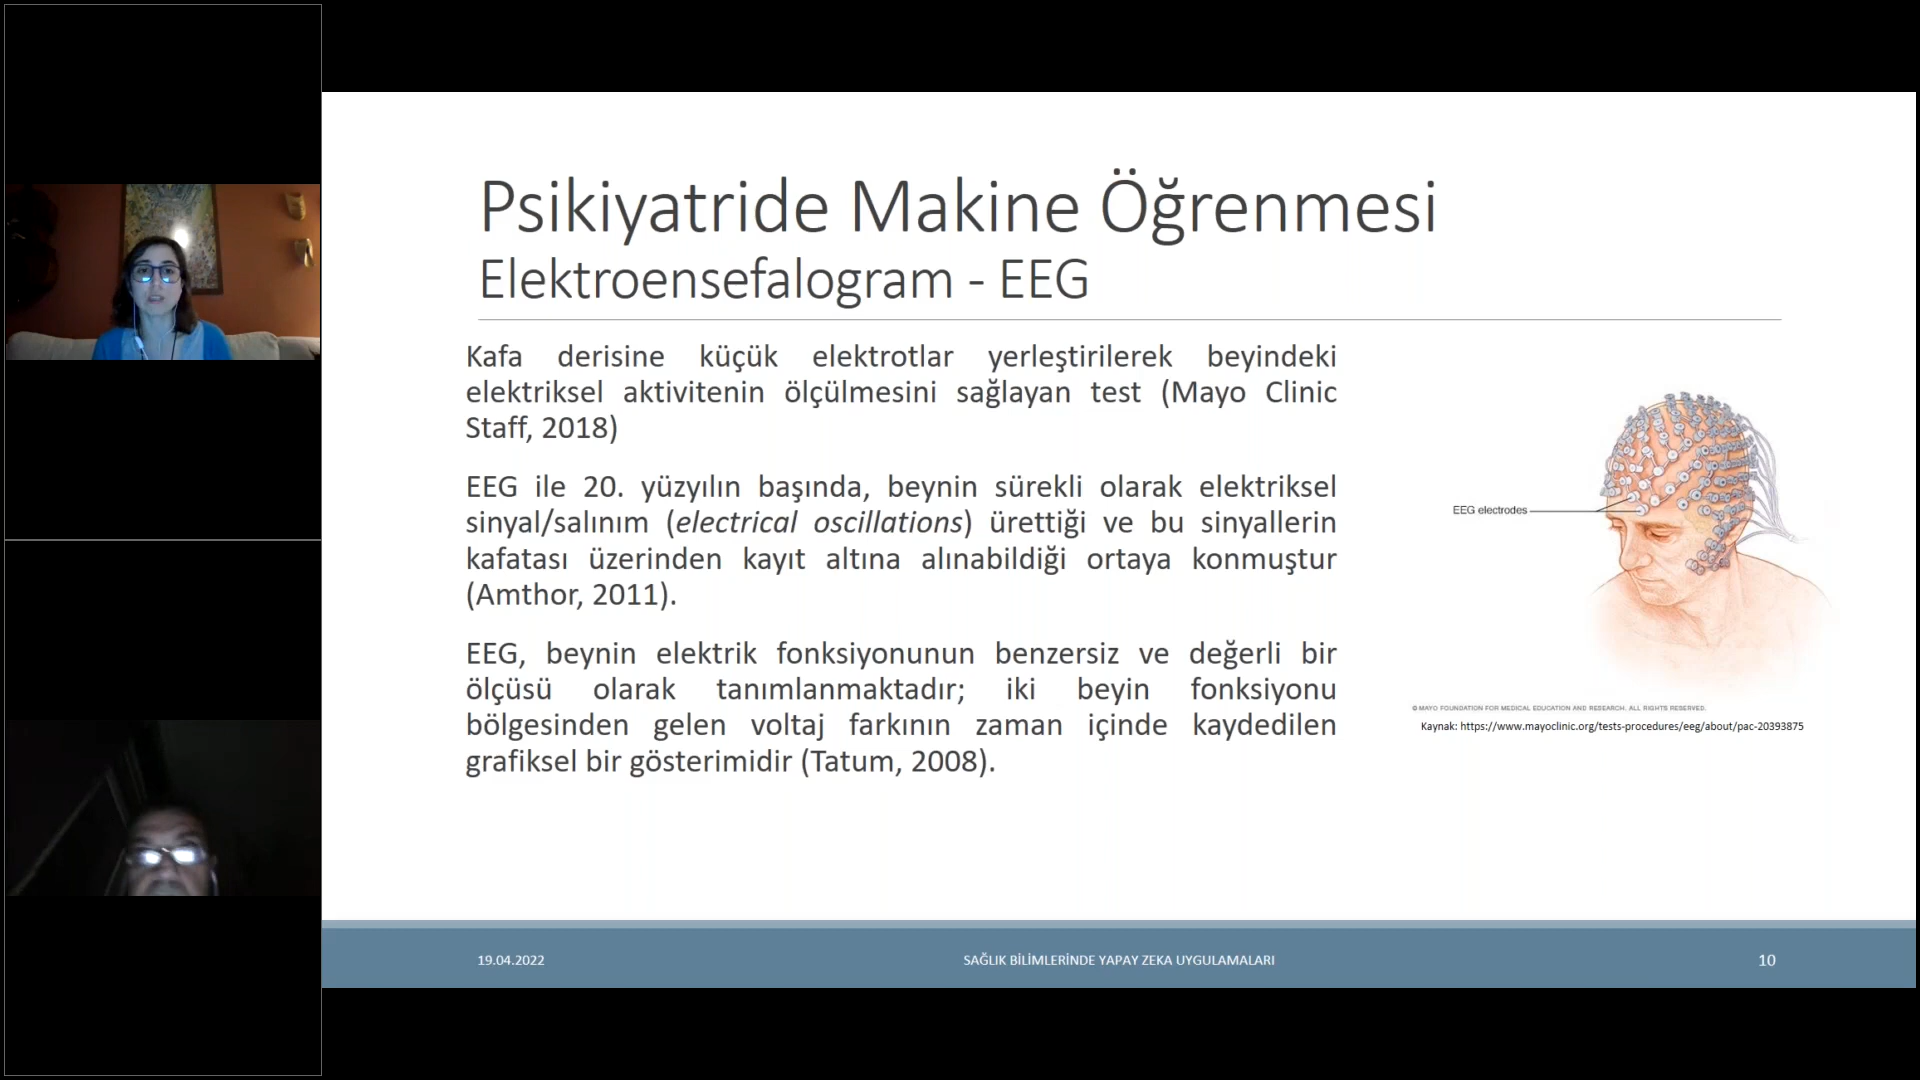 Psikiyatride Makine Öğrenmesi
Elektroensefalogram - EEG
Kafa derisine küçük elektrotlar yerleştirilerek beyindeki
elektriksel aktivitenin ölçülmesini sağlayan test (Mayo Clinic
Staff, 2018)
EEG ile 20. yüzyılın başında, beynin sürekli olarak elektriksel
sinyal/salınım (electrical oscillations) ürettiği ve bu sinyallerin
kafatası üzerinden kayıt altına alınabildiği ortaya konmuştur
(Amthor, 2011).
EEG, beynin elektrik fonksiyonunun benzersiz ve değerli bir
ölçüsü olarak tanımlanmaktadır; iki beyin fonksiyonu
bölgesinden gelen voltaj farkının zaman içinde kaydedilen
grafiksel bir gösterimidir (Tatum, 2008).
EEG electrodes
© MAYO FOUNDATION FOR MEDICAL EDUCATION AND RESEARCH. ALL RIGHTS RESERVED.
Kaynak: https://www.mayoclinic.org/tests-procedures/eeg/about/pac-20393875
19.04.2022
SAĞLIK BİLİMLERİNDE YAPAY ZEKA UYGULAMALARI
10